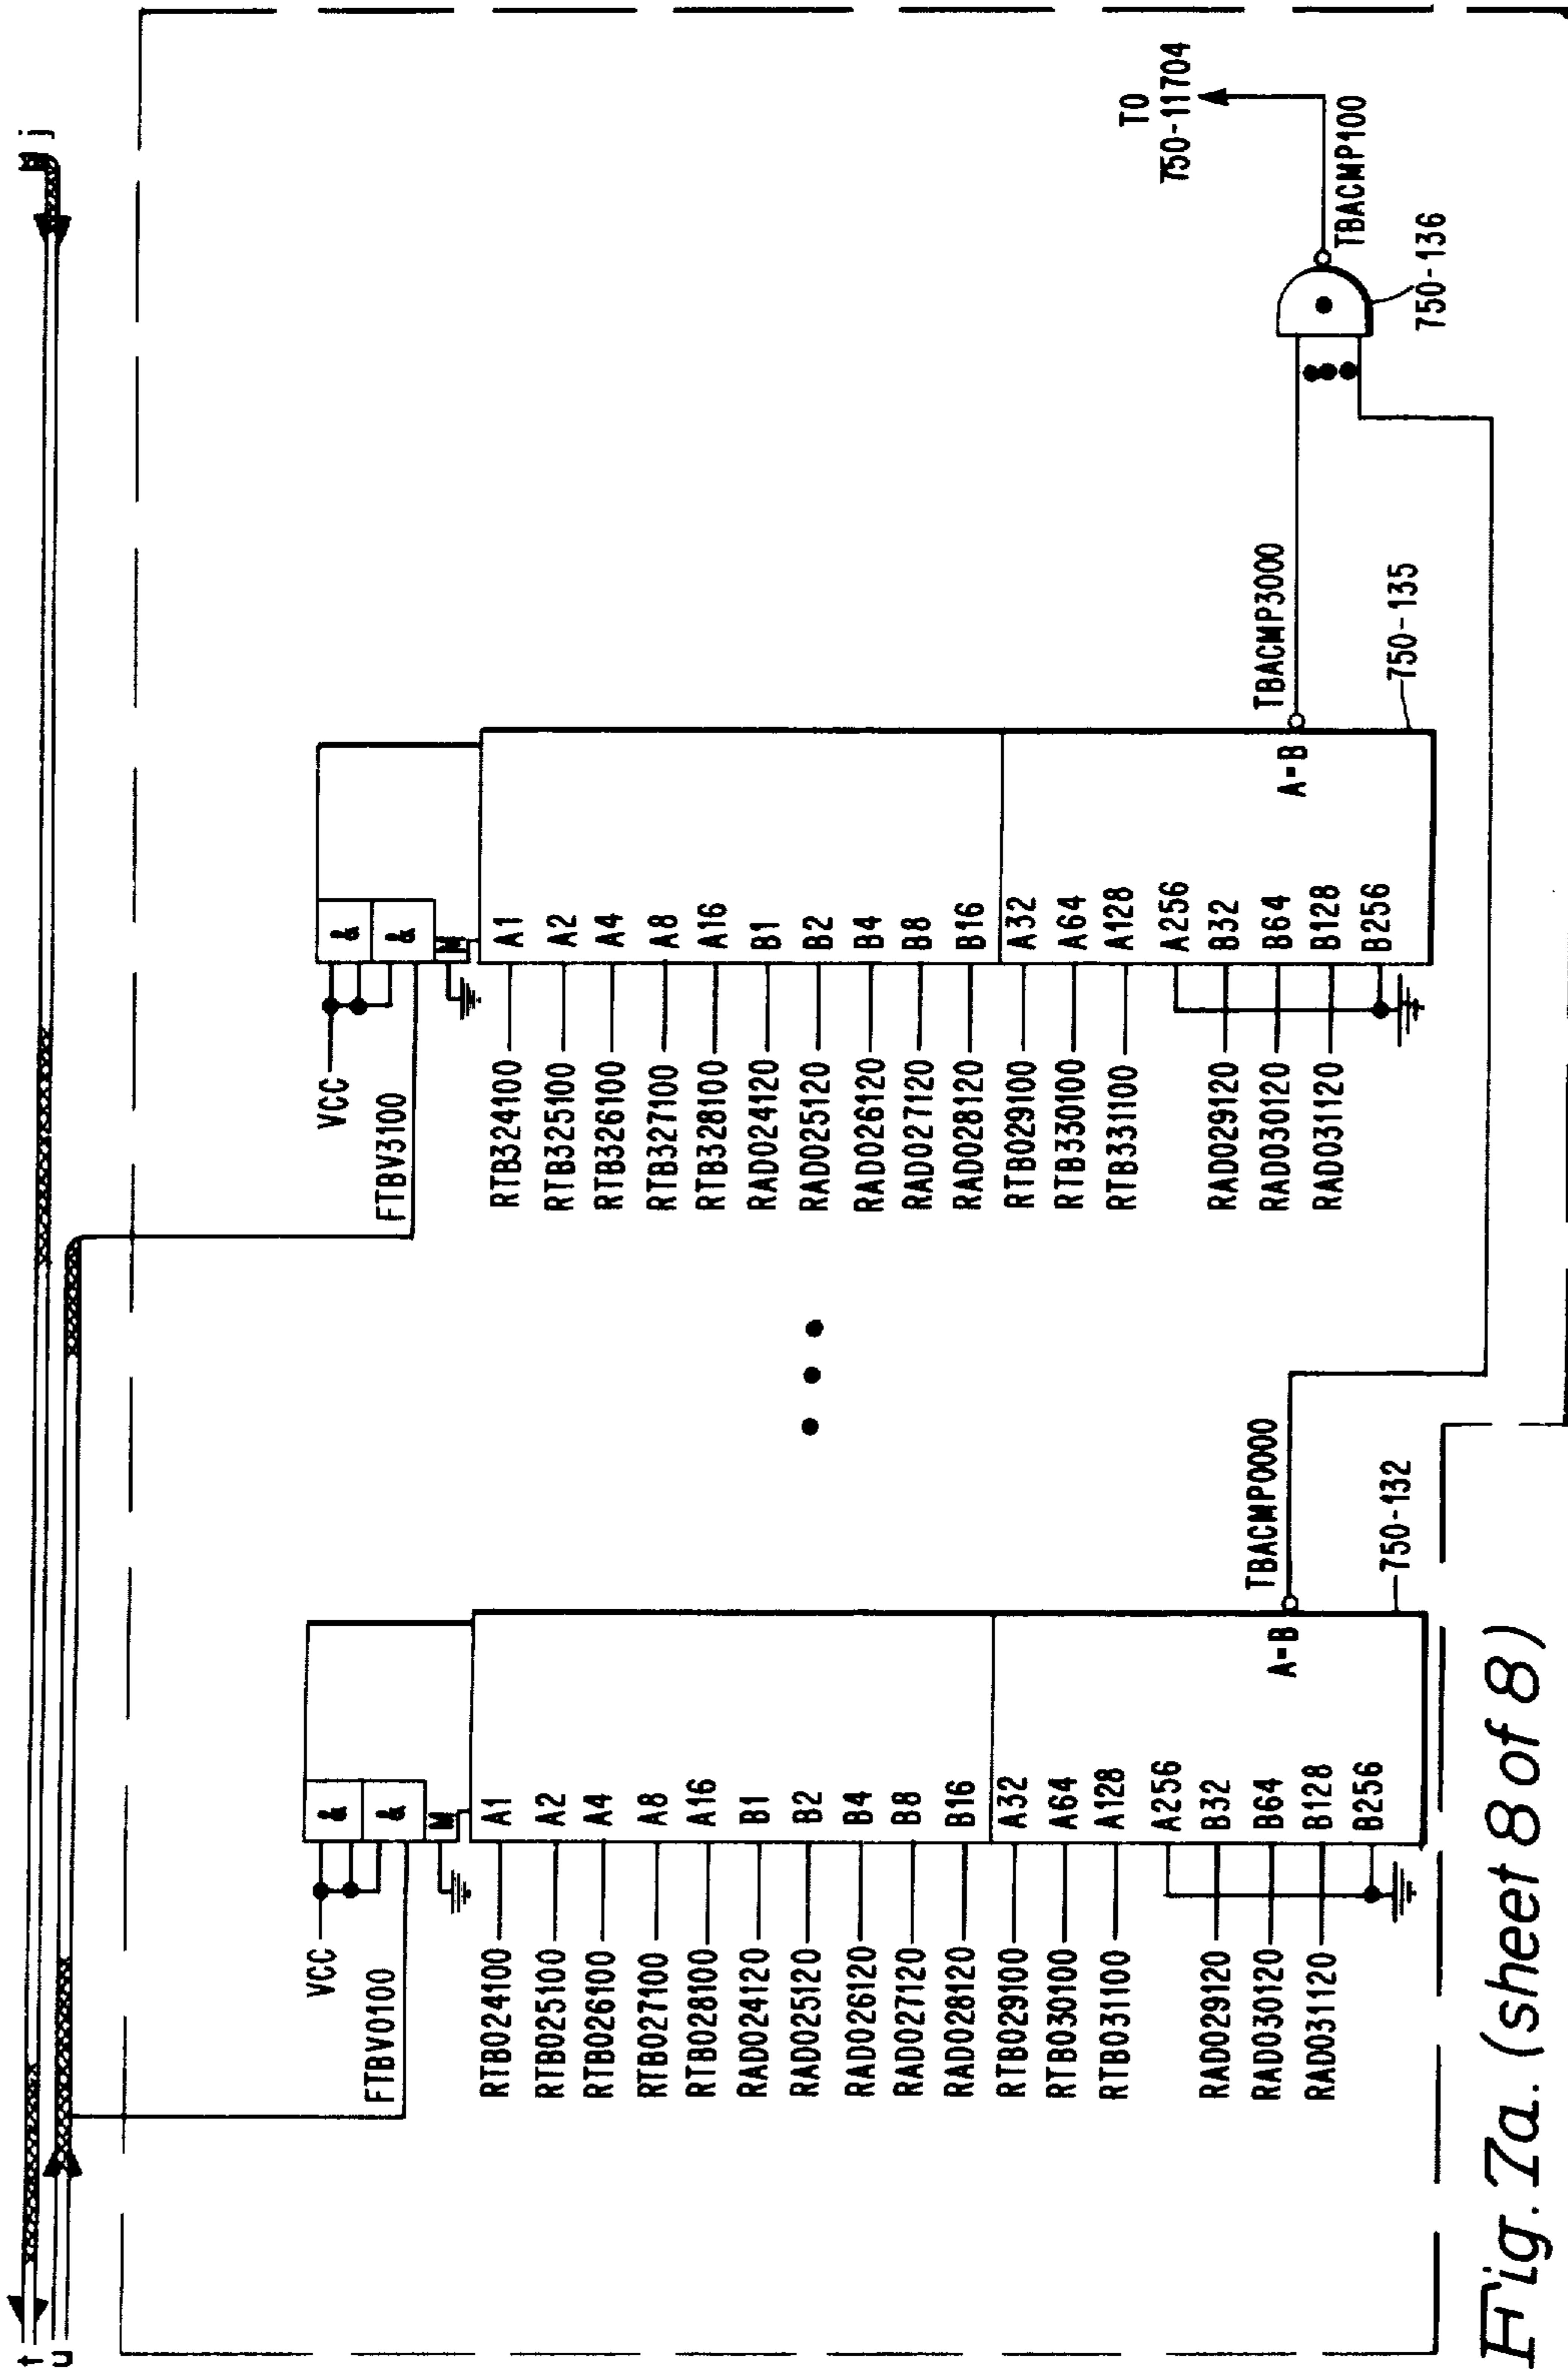 t
u
j
VCC
FTBV0100
&
&
M
RTB024100 A1
RTB025100 A2
RTB026100 A4
RTB027100 A8
RTB028100 A16
RAD024120 B1
RAD025120 B2
RAD026120 B4
RAD027120 B8
RAD028120 B16
RTB029100 A32
RTB030100 A64
RTB031100 A128
A256
RAD029120 B32
RAD030120 B64
RAD031120 B128
B256
A=B
TBACMP0000
750-132
VCC
FTBV3100
&
&
M
RTB324100 A1
RTB325100 A2
RTB326100 A4
RTB327100 A8
RTB328100 A16
RAD024120 B1
RAD025120 B2
RAD026120 B4
RAD027120 B8
RAD028120 B16
RTB029100 A32
RTB330100 A64
RTB331100 A128
A256
RAD029120 B32
RAD030120 B64
RAD031120 B128
B256
A=B
TBACMP3000
750-135
TO
750-11704
TBACMP100
750-136
Fig. 7a. (sheet 8 of 8)